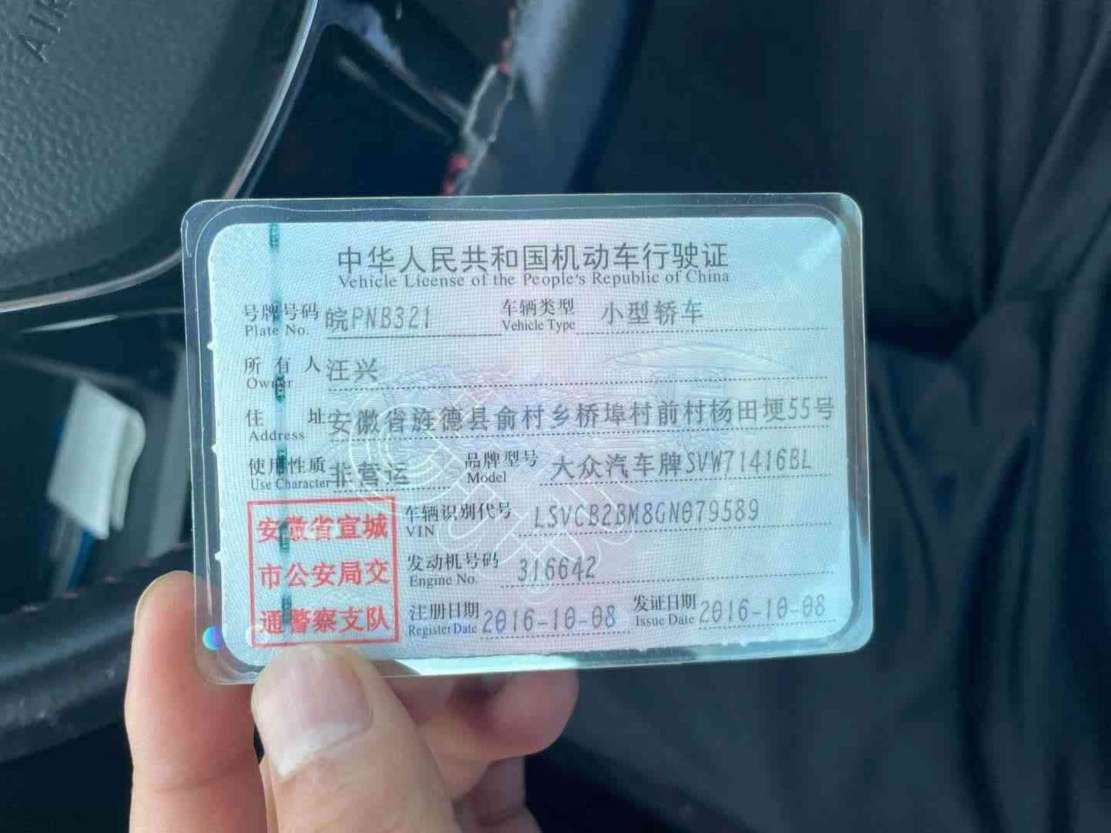 AIR
中华人民共和国机动车行驶证
Vehicle License of the People's Republic of China
号牌号码 皖PNB321 车辆类型 小型轿车
Plate No. Vehicle Type
所有人 汪兴
Owner
住址 安徽省旌德县俞村乡桥埠村前村杨田埂55号
Address
使用性质 非营运 品牌型号 大众汽车牌SVW71416BL
Use Character Model
安徽省宣城
市公安局交
通警察支队
车辆识别代号 LSVCB2BM8GN079589
VIN
发动机号码 316642
Engine No.
注册日期 2016-10-08 发证日期 2016-10-08
Register Date Issue Date